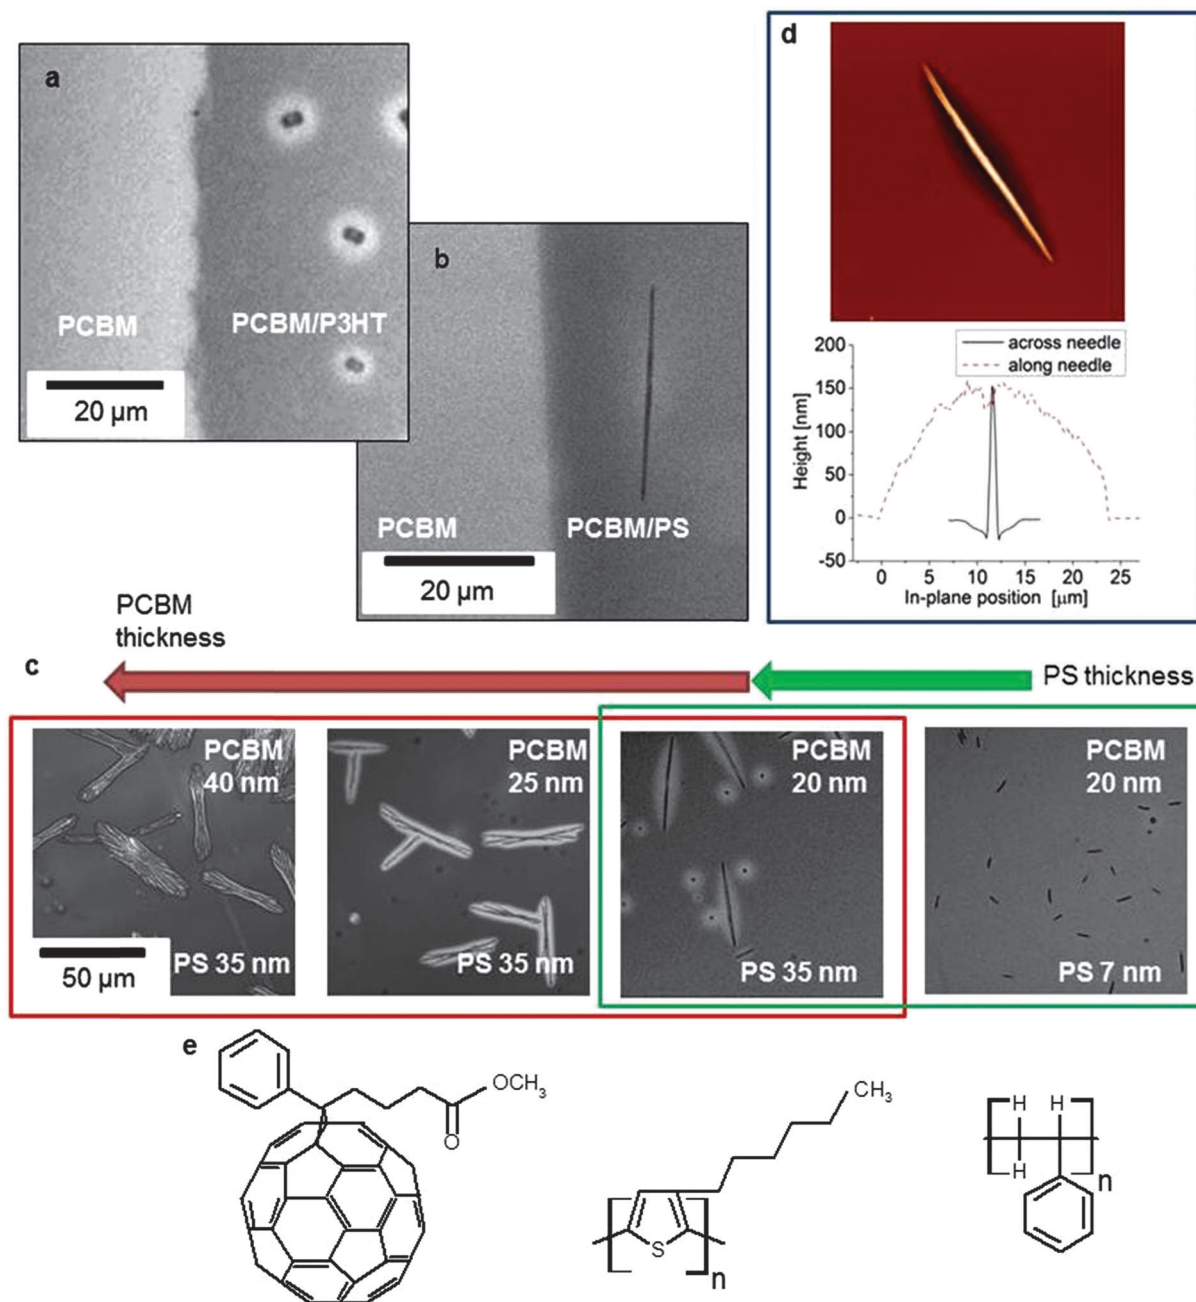 a
PCBM
PCBM/P3HT
20 µm
b
PCBM
PCBM/PS
20 µm
d
across needle
along needle
200
150
100
50
0
-50
Height [nm]
0 5 10 15 20 25
In-plane position [µm]
PCBM
thickness
c
PS thickness
PCBM
40 nm
PS 35 nm
50 µm
PCBM
25 nm
PS 35 nm
PCBM
20 nm
PS 35 nm
PCBM
20 nm
PS 7 nm
e
OCH3
O
CH3
S
n
H H
H
n